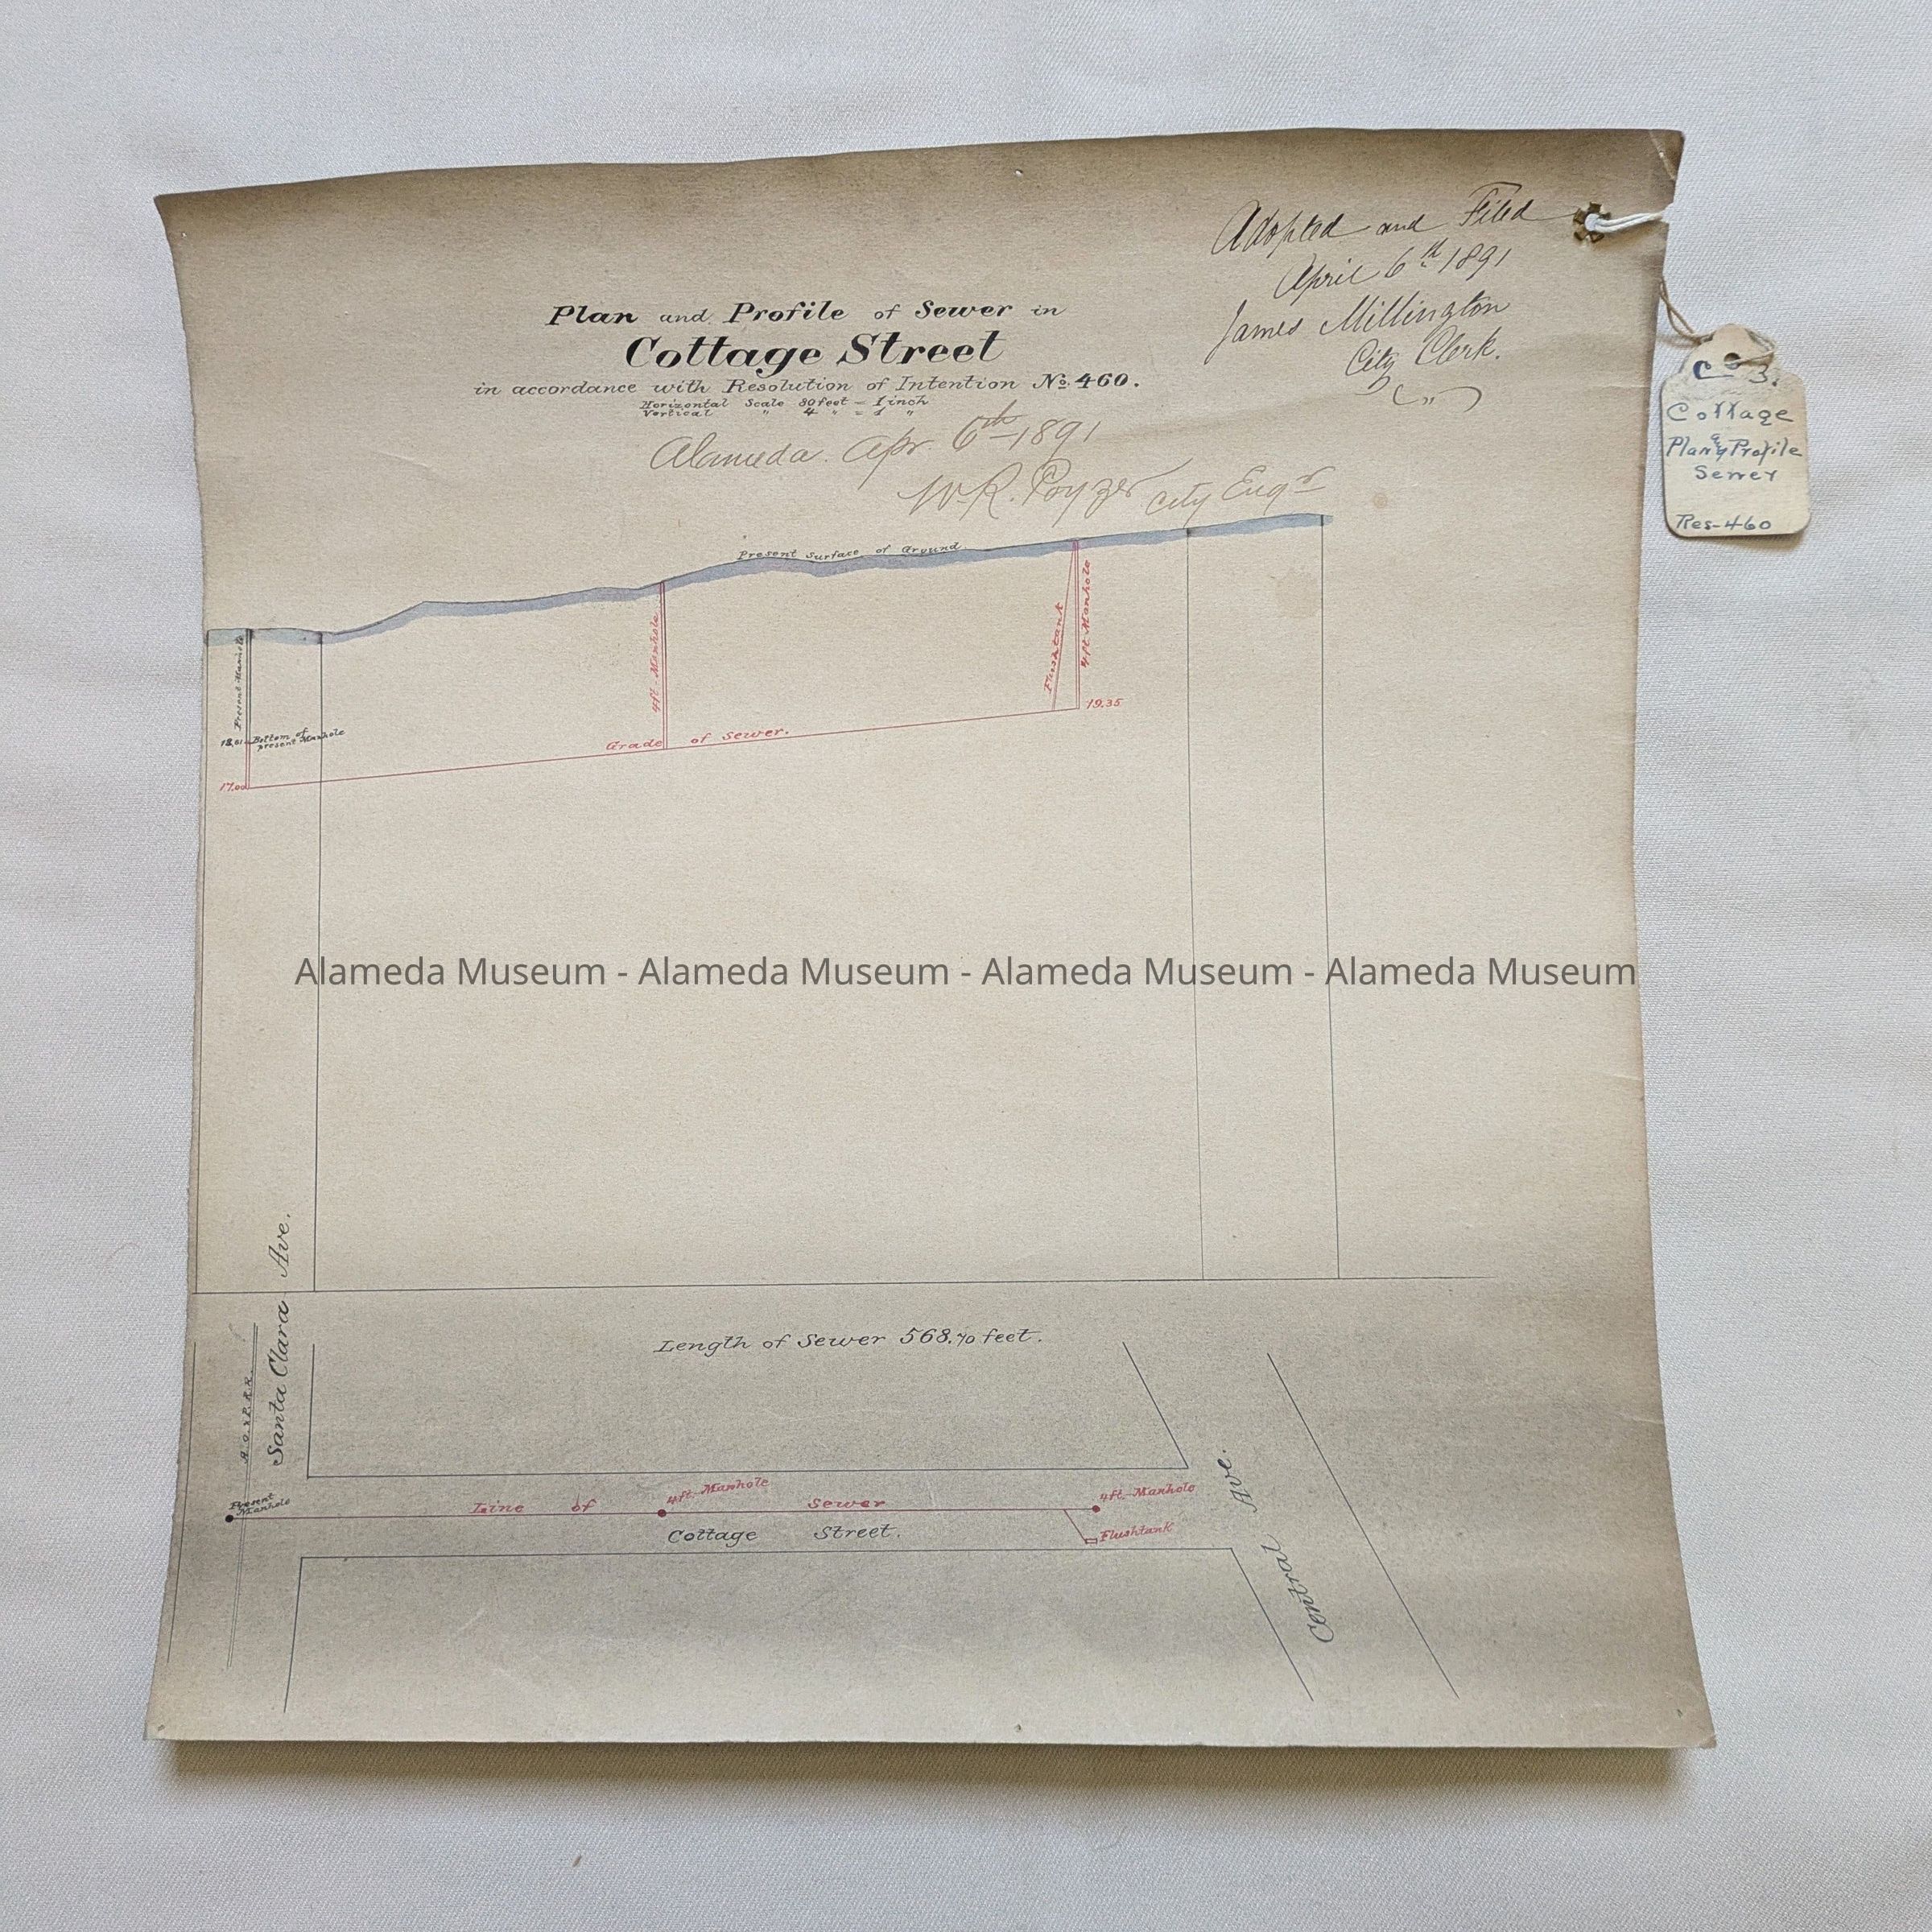 Adopted and Filed
April 6th 1891
James Millington
City Clerk.
Plan and Profile of Sewer in
Cottage Street
in accordance with Resolution of Intention No. 460.
Horizontal Scale 80 feet = 1 inch
Vertical " 4 " = 1 "
Alameda. Apr. 6th 1891
W.R. Poyzer City Engr
C-3.
Cottage
Plan & Profile
Sewer
Res-460
Present Surface of Ground.
Present Manhole
4ft. Manhole
Flushtank
4ft. Manhole
19.35
18.61 Bottom of
present Manhole
Grade of Sewer.
17.00
Alameda Museum - Alameda Museum - Alameda Museum - Alameda Museum
Santa Clara Ave.
Length of Sewer 568.70 feet.
Present
Manhole
Line of Sewer
4ft. Manhole
4ft. Manhole
Cottage Street.
Flushtank
Central Ave.